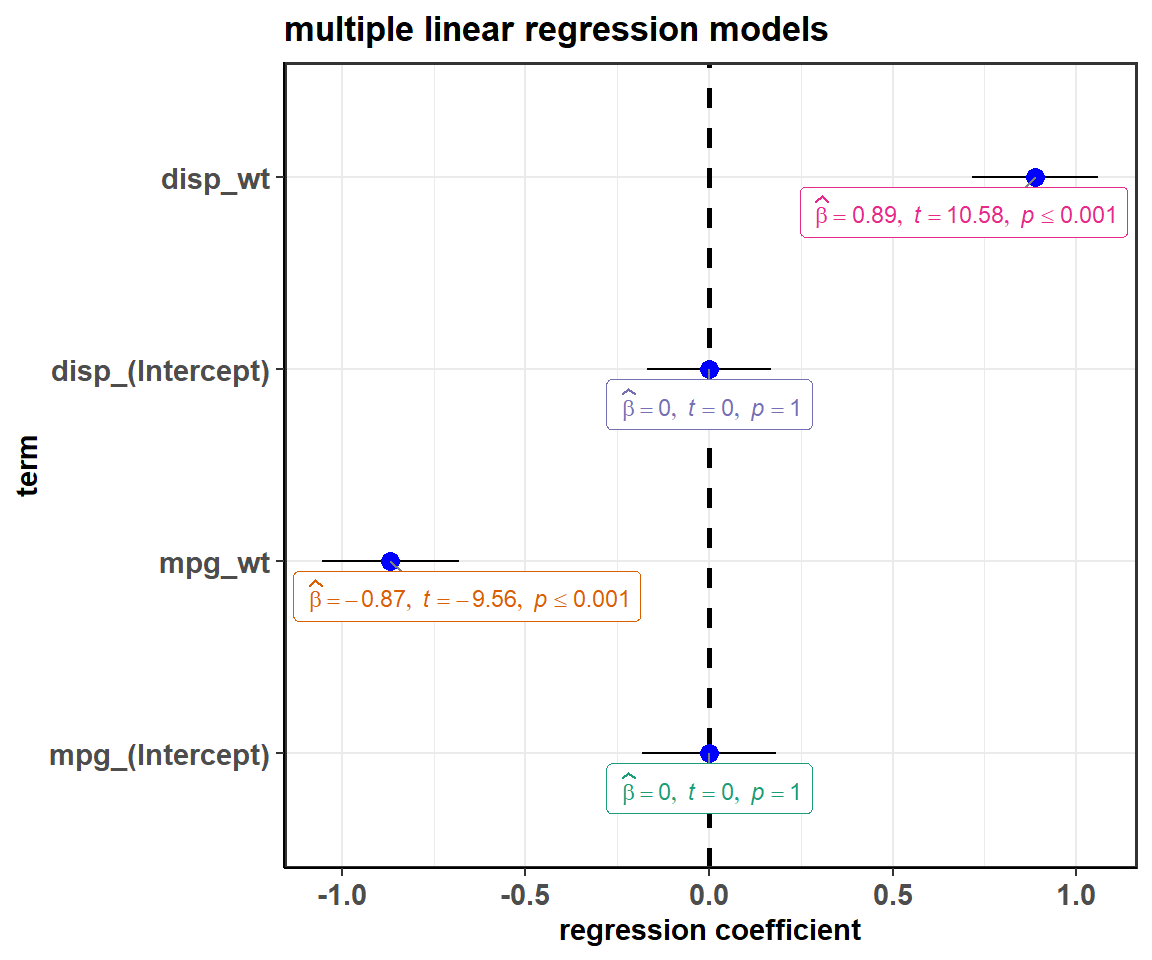 multiple linear regression models
disp_wt
β̂ = 0.89, t = 10.58, p ≤ 0.001
disp_(Intercept)
β̂ = 0, t = 0, p = 1
term
mpg_wt
β̂ = −0.87, t = −9.56, p ≤ 0.001
mpg_(Intercept)
β̂ = 0, t = 0, p = 1
-1.0 -0.5 0.0 0.5 1.0
regression coefficient